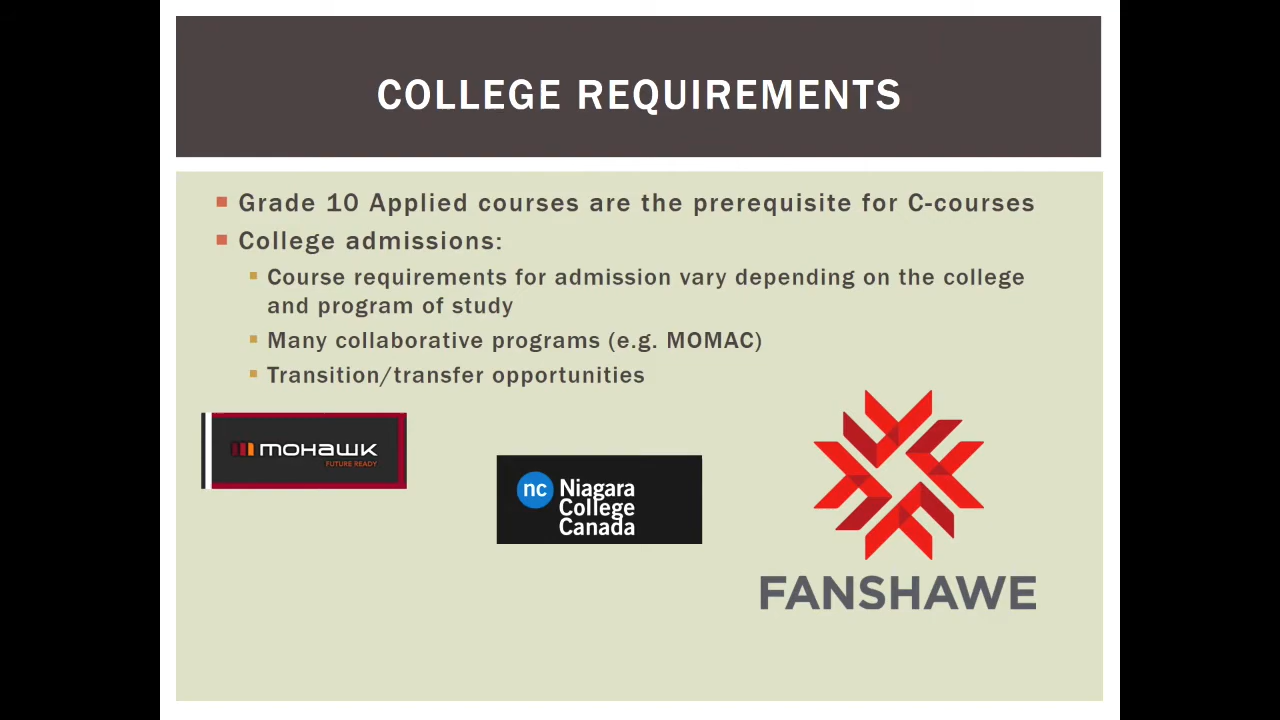 COLLEGE REQUIREMENTS
Grade 10 Applied courses are the prerequisite for C-courses
College admissions:
Course requirements for admission vary depending on the college
and program of study
Many collaborative programs (e.g. MOMAC)
Transition/transfer opportunities
mohawk
FUTURE READY
nc
Niagara
College
Canada
FANSHAWE